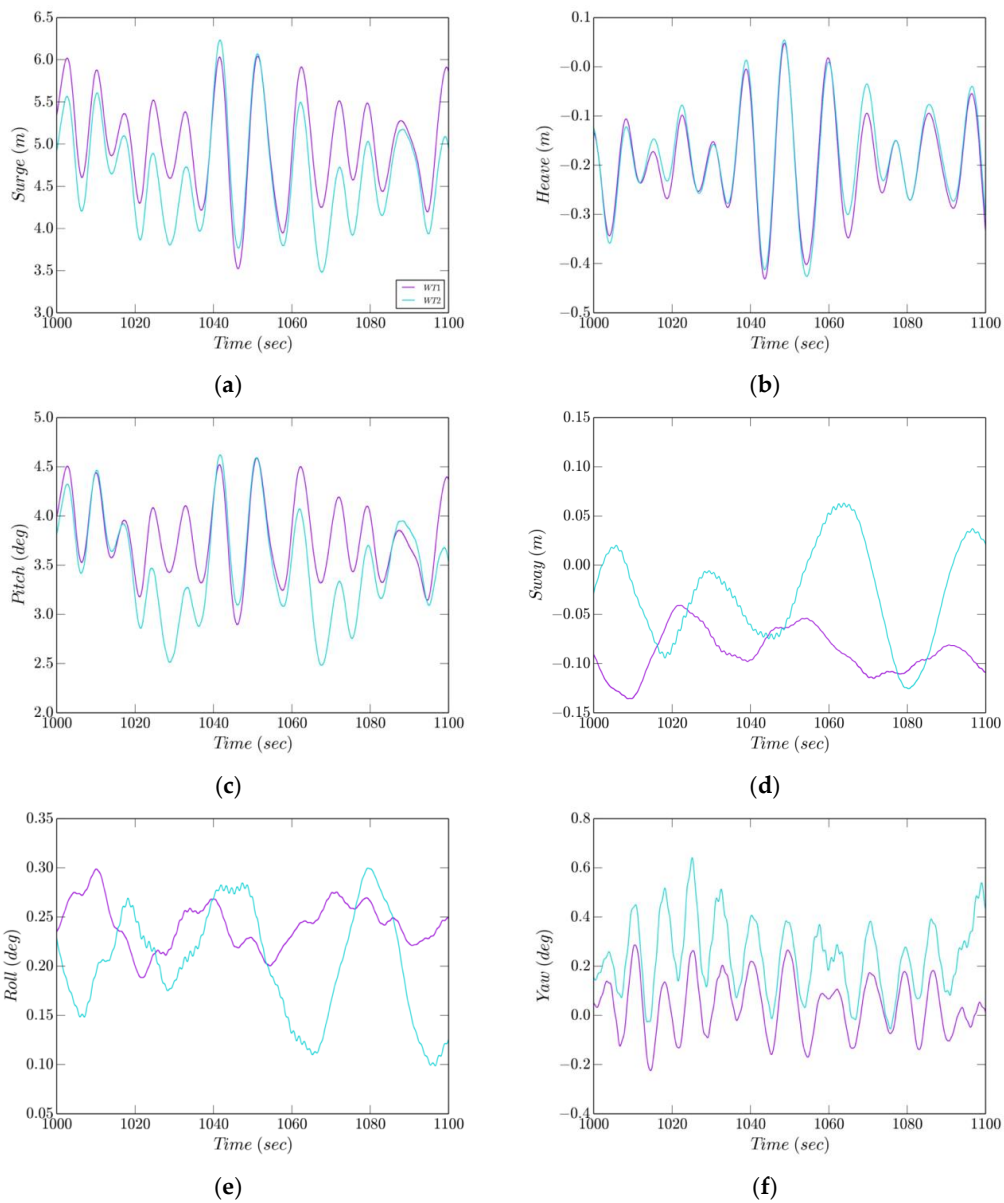 6.5
6.0
5.5
5.0
4.5
4.0
3.5
3.0
Surge (m)
WT1
WT2
1000 1020 1040 1060 1080 1100
Time (sec)
(a)
0.1
−0.0
−0.1
−0.2
−0.3
−0.4
−0.5
Heave (m)
1000 1020 1040 1060 1080 1100
Time (sec)
(b)
5.0
4.5
4.0
3.5
3.0
2.5
2.0
Pitch (deg)
1000 1020 1040 1060 1080 1100
Time (sec)
(c)
0.15
0.10
0.05
0.00
−0.05
−0.10
−0.15
Sway (m)
1000 1020 1040 1060 1080 1100
Time (sec)
(d)
0.35
0.30
0.25
0.20
0.15
0.10
0.05
Roll (deg)
1000 1020 1040 1060 1080 1100
Time (sec)
(e)
0.8
0.6
0.4
0.2
0.0
−0.2
−0.4
Yaw (deg)
1000 1020 1040 1060 1080 1100
Time (sec)
(f)